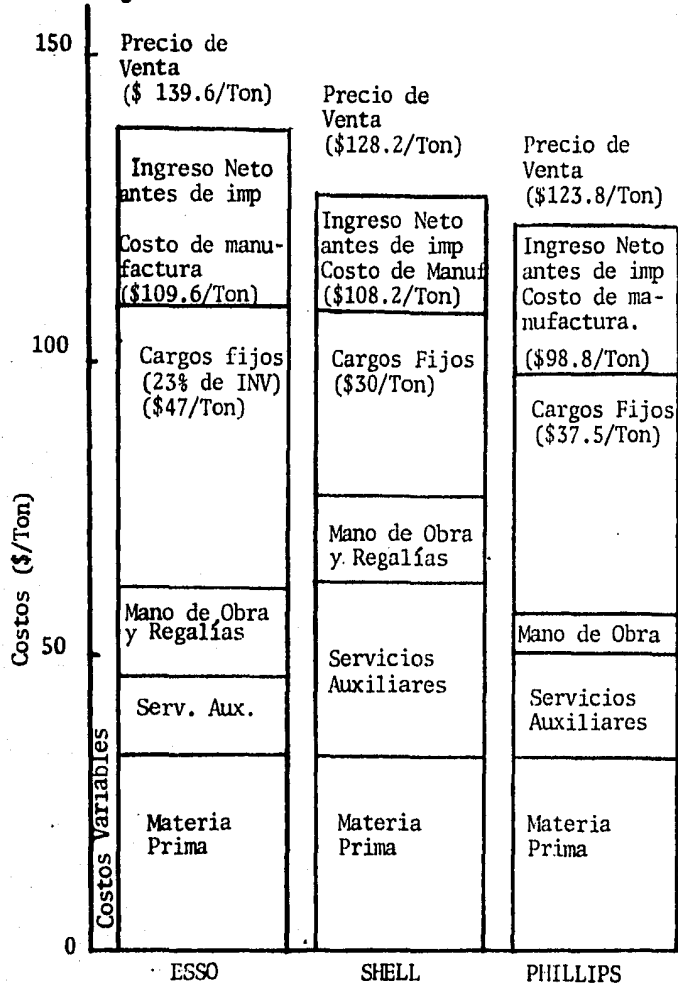 150
Precio de
Venta
($ 139.6/Ton)
Precio de
Venta
($128.2/Ton)
Precio de
Venta
($123.8/Ton)
Ingreso Neto
antes de imp
Costo de manu-
factura
($109.6/Ton)
Ingreso Neto
antes de imp
Costo de Manuf
($108.2/Ton)
Ingreso Neto
antes de imp
Costo de ma-
nufactura.
($98.8/Ton)
100
Cargos fijos
(23% de INV)
($47/Ton)
Cargos Fijos
($30/Ton)
Cargos Fijos
($37.5/Ton)
Costos ($/Ton)
Mano de Obra
y Regalías
Mano de Obra
y Regalías
Mano de Obra
50
Serv. Aux.
Servicios
Auxiliares
Servicios
Auxiliares
Costos Variables
Materia
Prima
Materia
Prima
Materia
Prima
0
ESSO
SHELL
PHILLIPS